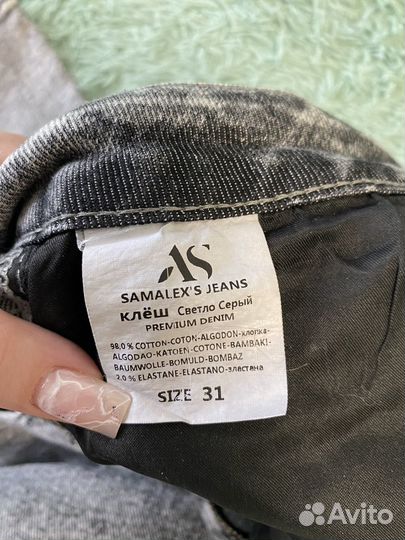 AS
SAMALEX'S JEANS
КЛЁШ Светло Серый
PREMIUM DENIM
98.0 % COTTON-COTTON-ALGODON-хлопка-
ALGODAO-KATOEN-COTONE-BAMBAKI-
BAUMWOLLE-BOMULD-BOMBAZ
2.0 % ELASTANE-ELASTANO-эластана
SIZE 31
Avito